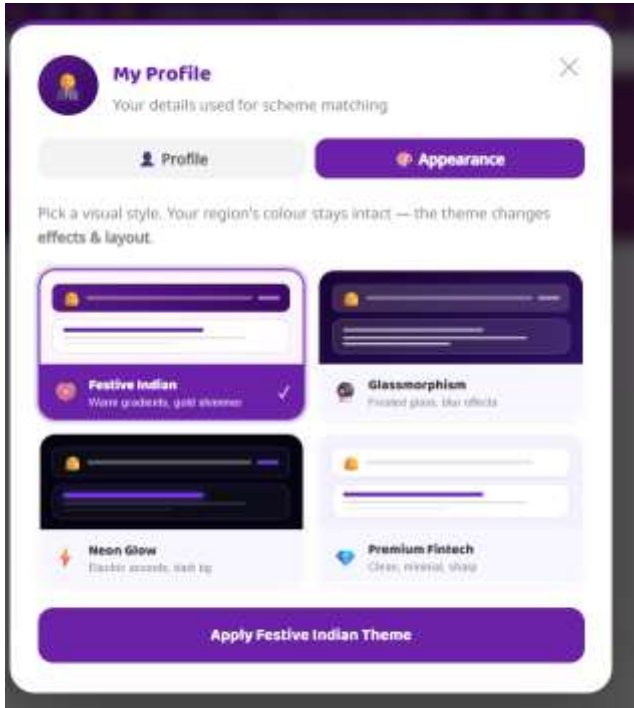 My Profile
Your details used for scheme matching
Profile
Appearance
Pick a visual style. Your region's colour stays intact — the theme changes
effects & layout.
Festive Indian
Warm gradients, gold shimmer
Glassmorphism
Frosted glass, blur effects
Neon Glow
Electric accents, dark bg
Premium Fintech
Clean, minimal, sharp
Apply Festive Indian Theme